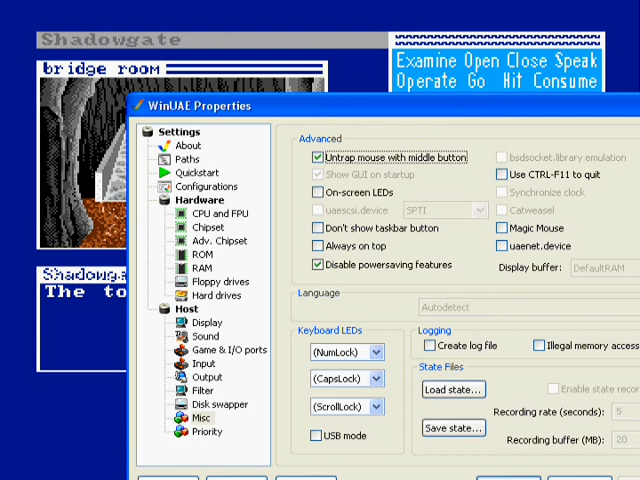 Shadowgate
bridge room
Examine Open Close Speak
Operate Go Hit Consume
WinUAE Properties
Settings
About
Paths
Quickstart
Configurations
Hardware
CPU and FPU
Chipset
Adv. Chipset
ROM
RAM
Floppy drives
Hard drives
Host
Display
Sound
Game & I/O ports
Input
Output
Filter
Disk swapper
Misc
Priority
Advanced
Untrap mouse with middle button
Show GUI on startup
On-screen LEDs
uaescsi.device
SPTI
Don't show taskbar button
Always on top
Disable powersaving features
bsdsocket.library emulation
Use CTRL-F11 to quit
Synchronize clock
Catweasel
Magic Mouse
uaenet.device
Display buffer:
DefaultRAM
Language
Autodetect
Keyboard LEDs
(NumLock)
(CapsLock)
(ScrollLock)
USB mode
Logging
Create log file
Illegal memory access
State Files
Load state...
Enable state recor
Recording rate (seconds):
5
Save state...
Recording buffer (MB):
20
Shadowga
The to